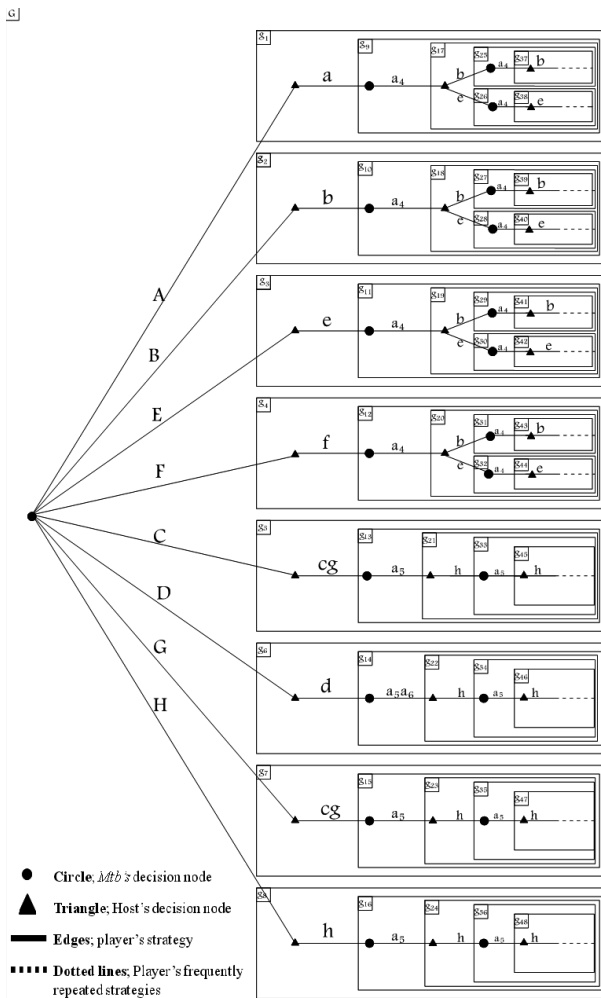 G
g₁ g₉ g₁₇ g₂₅ g₃₇
a a₄ b a₄ b
e g₂₆ a₄ g₃₈ e
g₂ g₁₀ g₁₈ g₂₇ g₃₉
b a₄ b a₄ b
e g₂₈ a₄ g₄₀ e
g₃ g₁₁ g₁₉ g₂₉ g₄₁
e a₄ b a₄ b
e g₃₀ a₄ g₄₂ e
g₄ g₁₂ g₂₀ g₃₁ g₄₃
f a₄ b a₄ b
e g₃₂ a₄ g₄₄ e
g₅ g₁₃ g₂₁ g₃₃ g₄₅
cg a₅ h a₅ h
g₆ g₁₄ g₂₂ g₃₄ g₄₆
d a₅a₆ h a₅ h
g₇ g₁₅ g₂₃ g₃₅ g₄₇
cg a₅ h a₅ h
g₈ g₁₆ g₂₄ g₃₆ g₄₈
h a₅ h a₅ h
A
B
E
F
C
D
G
H
Circle; Mtb's decision node
Triangle; Host's decision node
Edges; player's strategy
Dotted lines; Player's frequently
repeated strategies